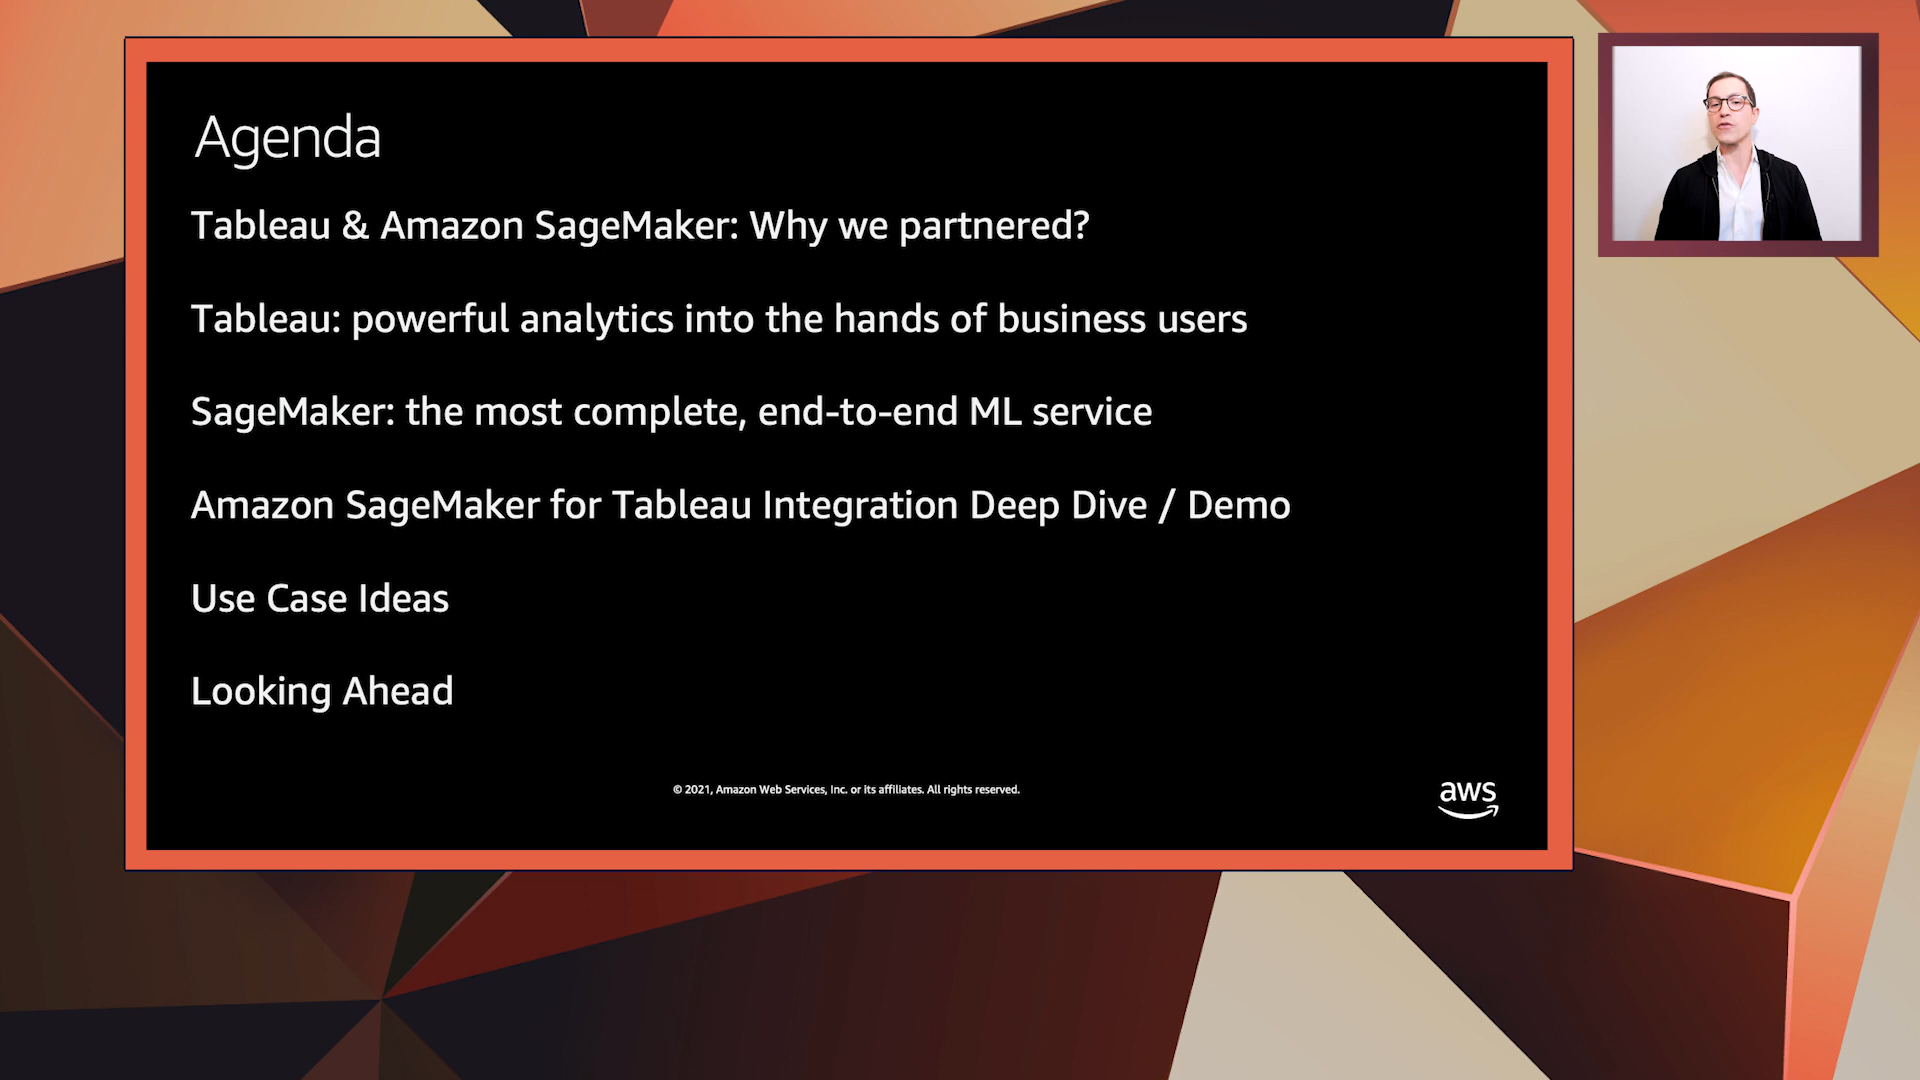 Agenda
Tableau & Amazon SageMaker: Why we partnered?
Tableau: powerful analytics into the hands of business users
SageMaker: the most complete, end-to-end ML service
Amazon SageMaker for Tableau Integration Deep Dive / Demo
Use Case Ideas
Looking Ahead
© 2021, Amazon Web Services, Inc. or its affiliates. All rights reserved.
aws